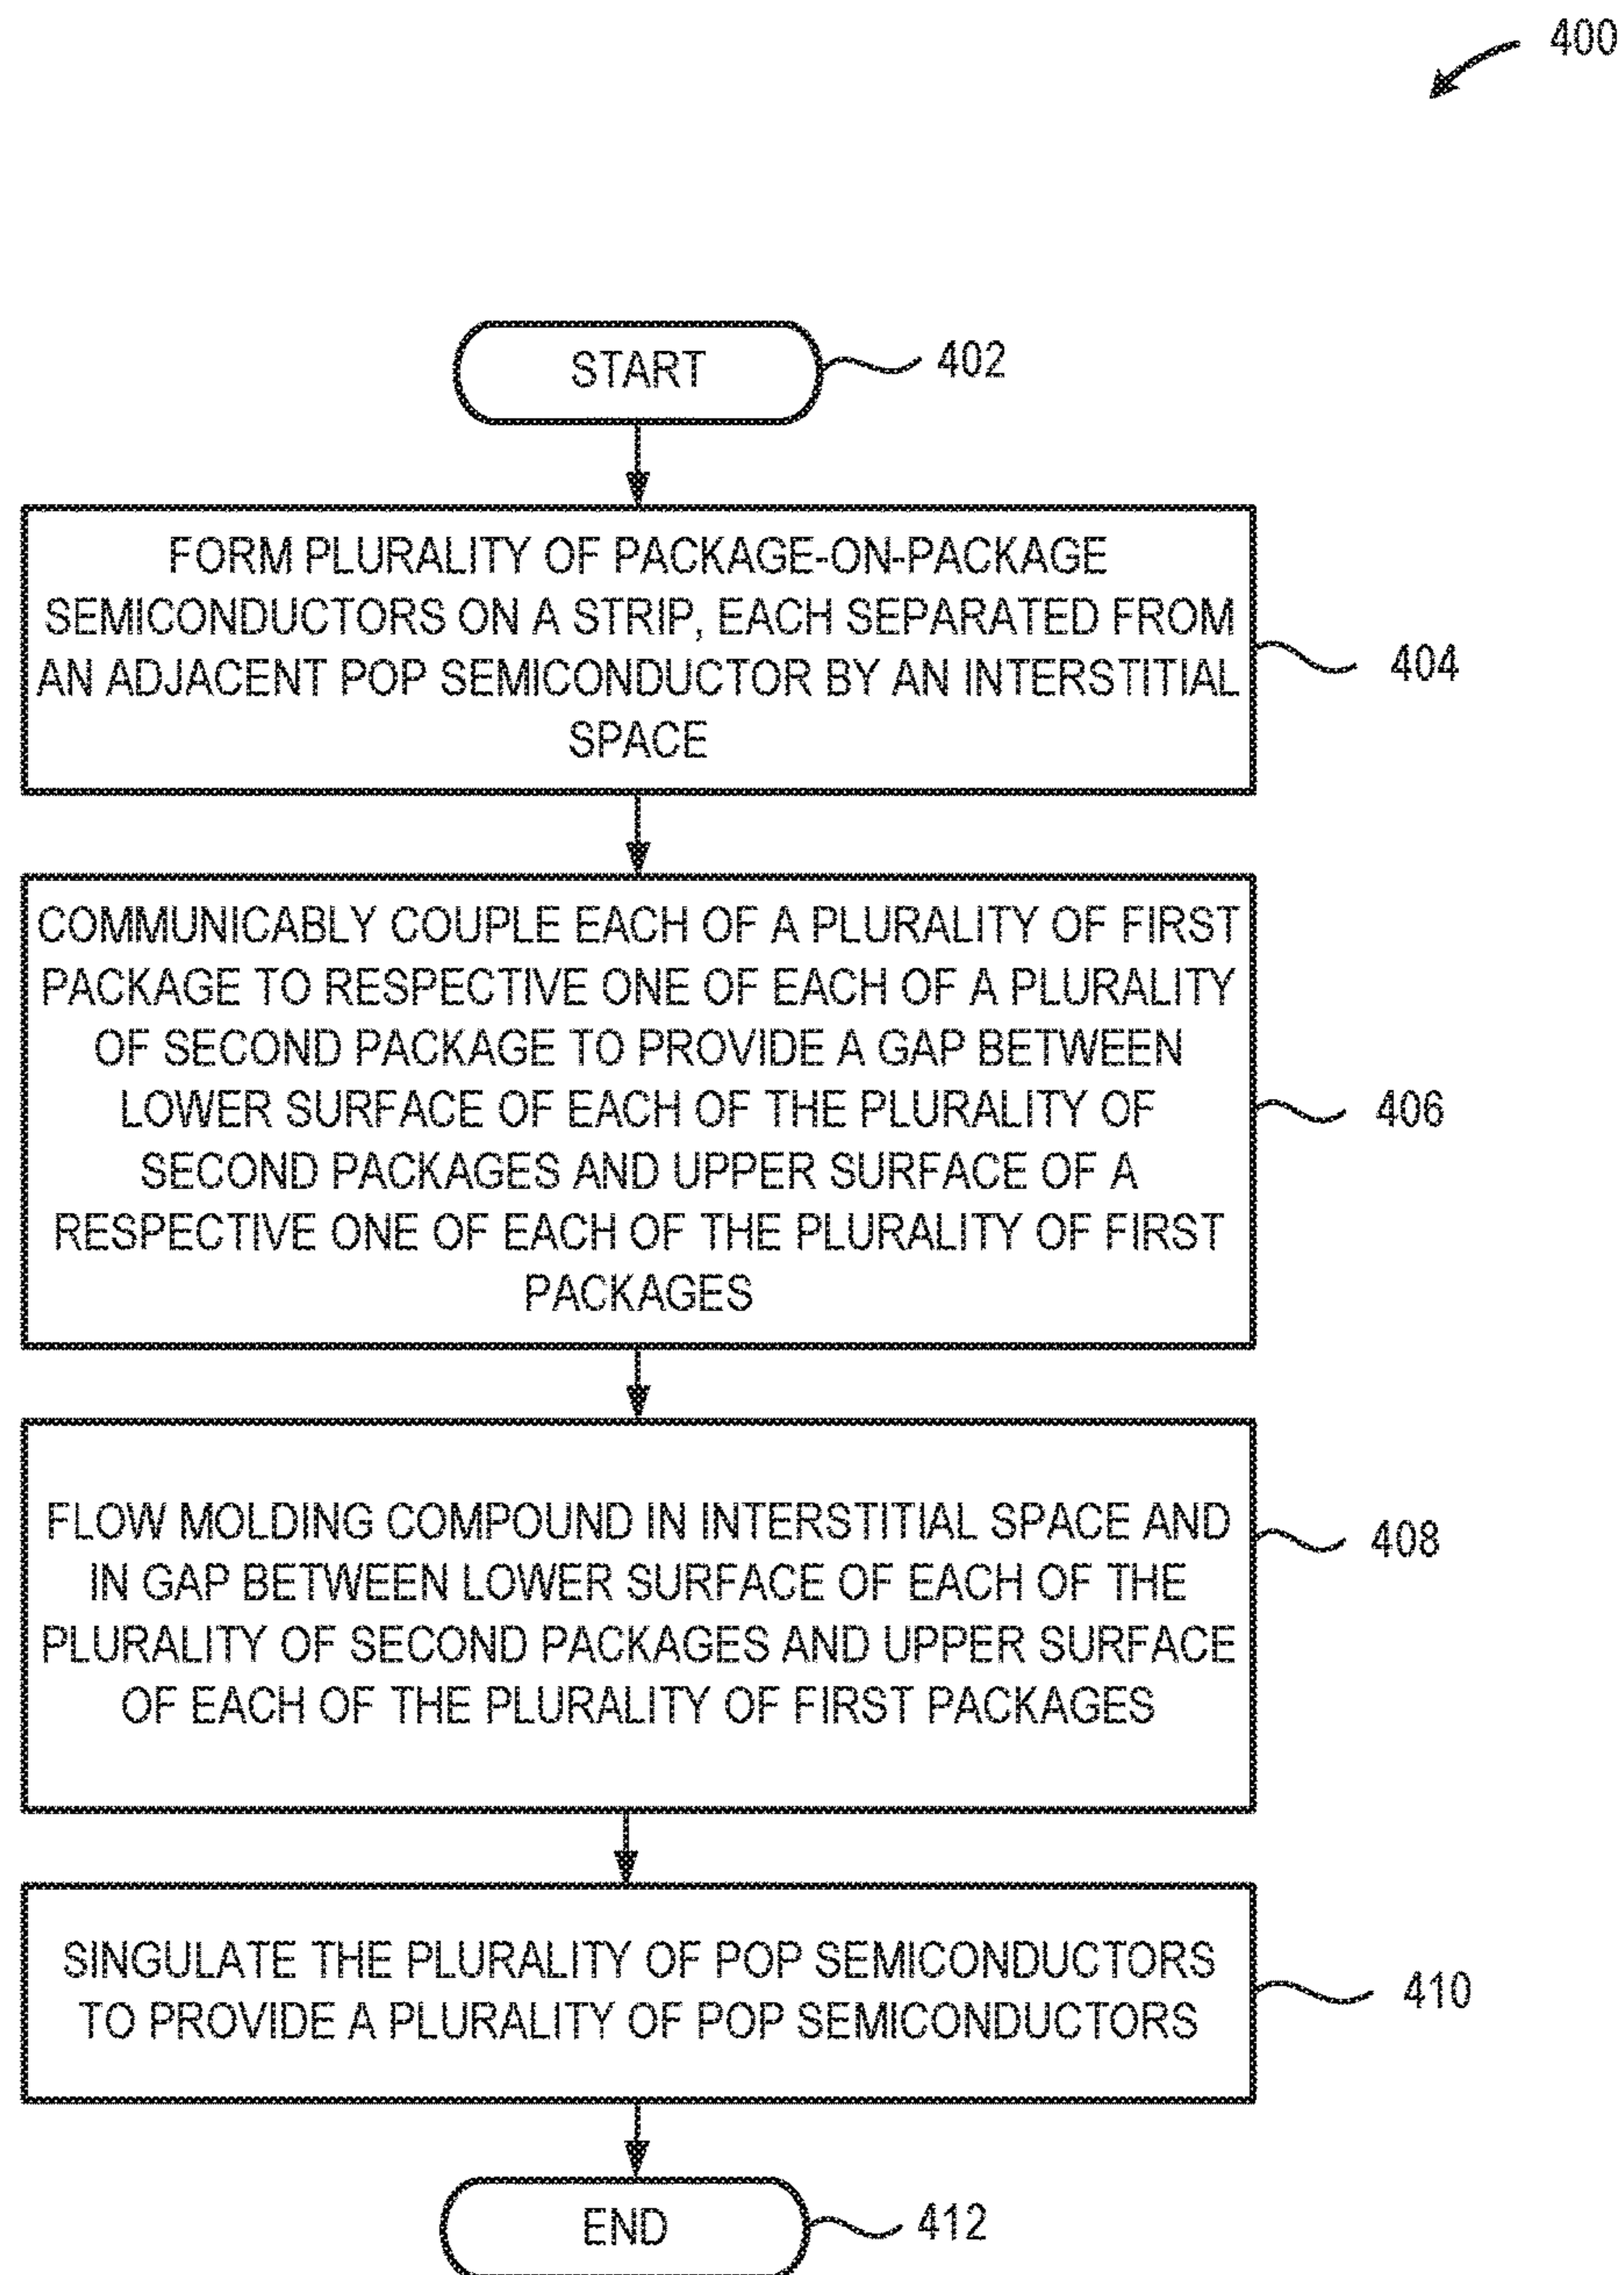 400
START
402
FORM PLURALITY OF PACKAGE-ON-PACKAGE
SEMICONDUCTORS ON A STRIP, EACH SEPARATED FROM
AN ADJACENT POP SEMICONDUCTOR BY AN INTERSTITIAL
SPACE
404
COMMUNICABLY COUPLE EACH OF A PLURALITY OF FIRST
PACKAGE TO RESPECTIVE ONE OF EACH OF A PLURALITY
OF SECOND PACKAGE TO PROVIDE A GAP BETWEEN
LOWER SURFACE OF EACH OF THE PLURALITY OF
SECOND PACKAGES AND UPPER SURFACE OF A
RESPECTIVE ONE OF EACH OF THE PLURALITY OF FIRST
PACKAGES
406
FLOW MOLDING COMPOUND IN INTERSTITIAL SPACE AND
IN GAP BETWEEN LOWER SURFACE OF EACH OF THE
PLURALITY OF SECOND PACKAGES AND UPPER SURFACE
OF EACH OF THE PLURALITY OF FIRST PACKAGES
408
SINGULATE THE PLURALITY OF POP SEMICONDUCTORS
TO PROVIDE A PLURALITY OF POP SEMICONDUCTORS
410
END
412